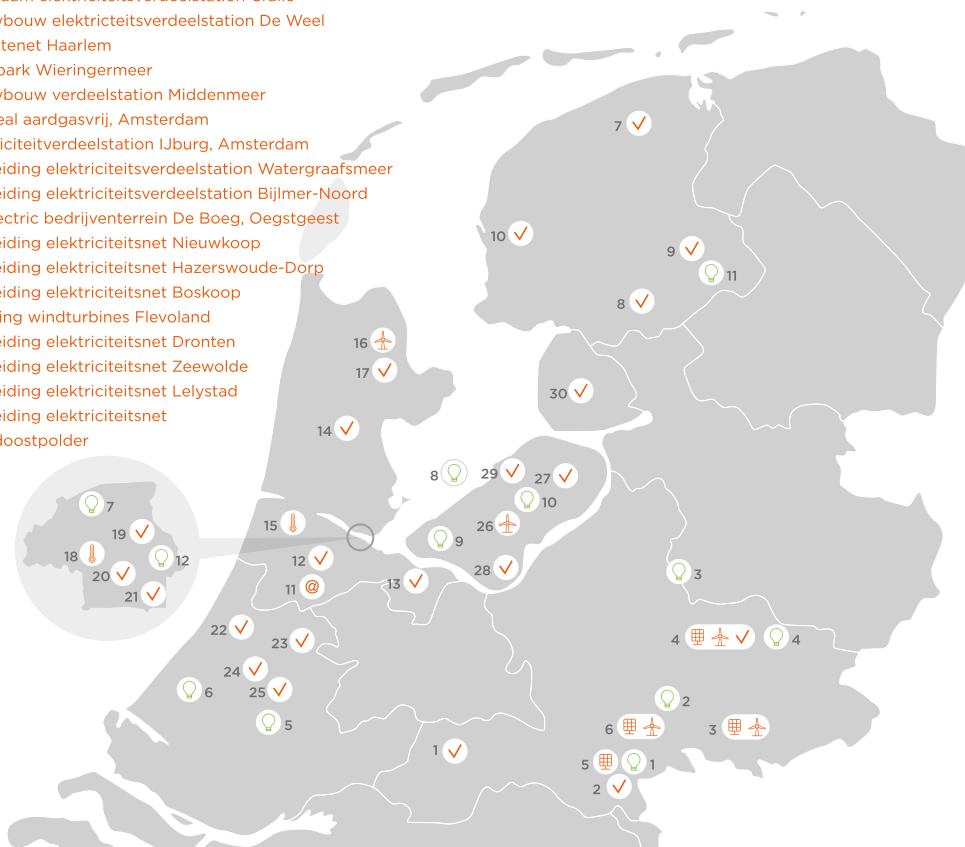 wbouw elektricteitsverdeelstation De Weel
tenet Haarlem
park Wieringermeer
wbouw verdeelstation Middenmeer
eal aardgasvrij, Amsterdam
iciteitverdeelstation IJburg, Amsterdam
eiding elektriciteitsverdeelstation Watergraafsmeer
eiding elektriciteitsverdeelstation Bijlmer-Noord
ectric bedrijventerrein De Boeg, Oegstgeest
eiding elektriciteitsnet Nieuwkoop
eiding elektriciteitsnet Hazerswoude-Dorp
eiding elektriciteitsnet Boskoop
ing windturbines Flevoland
eiding elektriciteitsnet Dronten
eiding elektriciteitsnet Zeewolde
eiding elektriciteitsnet Lelystad
eiding elektriciteitsnet
doostpolder
7
10
9
11
8
16
17
30
14
8
29
27
10
7
15
26
9
19
18
12
12
20
28
3
11
13
21
22
23
4
4
24
6
25
2
5
6
3
1
5
1
2